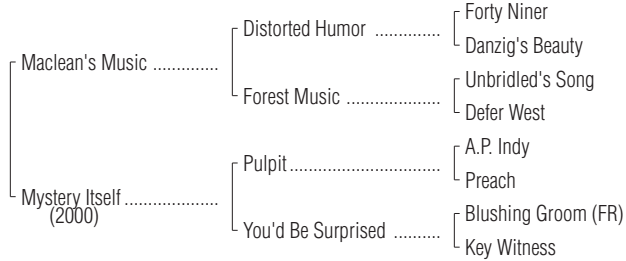 Forty Niner
Distorted Humor ..............
Danzig's Beauty
Maclean's Music ..............
Unbridled's Song
Forest Music .....................
Defer West
A.P. Indy
Pulpit.................................
Preach
Mystery Itself ....................
(2000)
Blushing Groom (FR)
You'd Be Surprised ..........
Key Witness